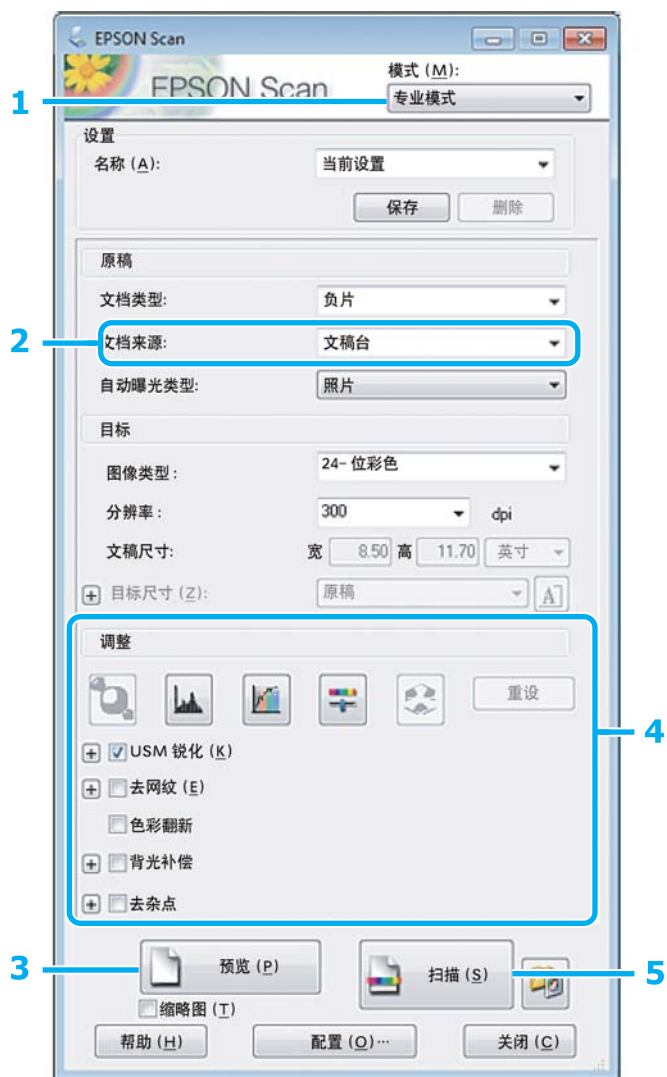 EPSON Scan
EPSON Scan
模式 (M):
1
专业模式
设置
名称 (A):
当前设置
保存
删除
原稿
文档类型:
负片
2
文档来源:
文稿台
自动曝光类型:
照片
目标
图像类型 :
24- 位彩色
分辨率 :
300
dpi
文稿尺寸:
宽
8.50
高
11.70
英寸
目标尺寸 (Z):
原稿
A
调整
重设
4
USM 锐化 (K)
去网纹 (E)
色彩翻新
背光补偿
去杂点
3
预览 (P)
扫描 (S)
5
缩略图 (T)
帮助 (H)
配置 (O)…
关闭 (C)